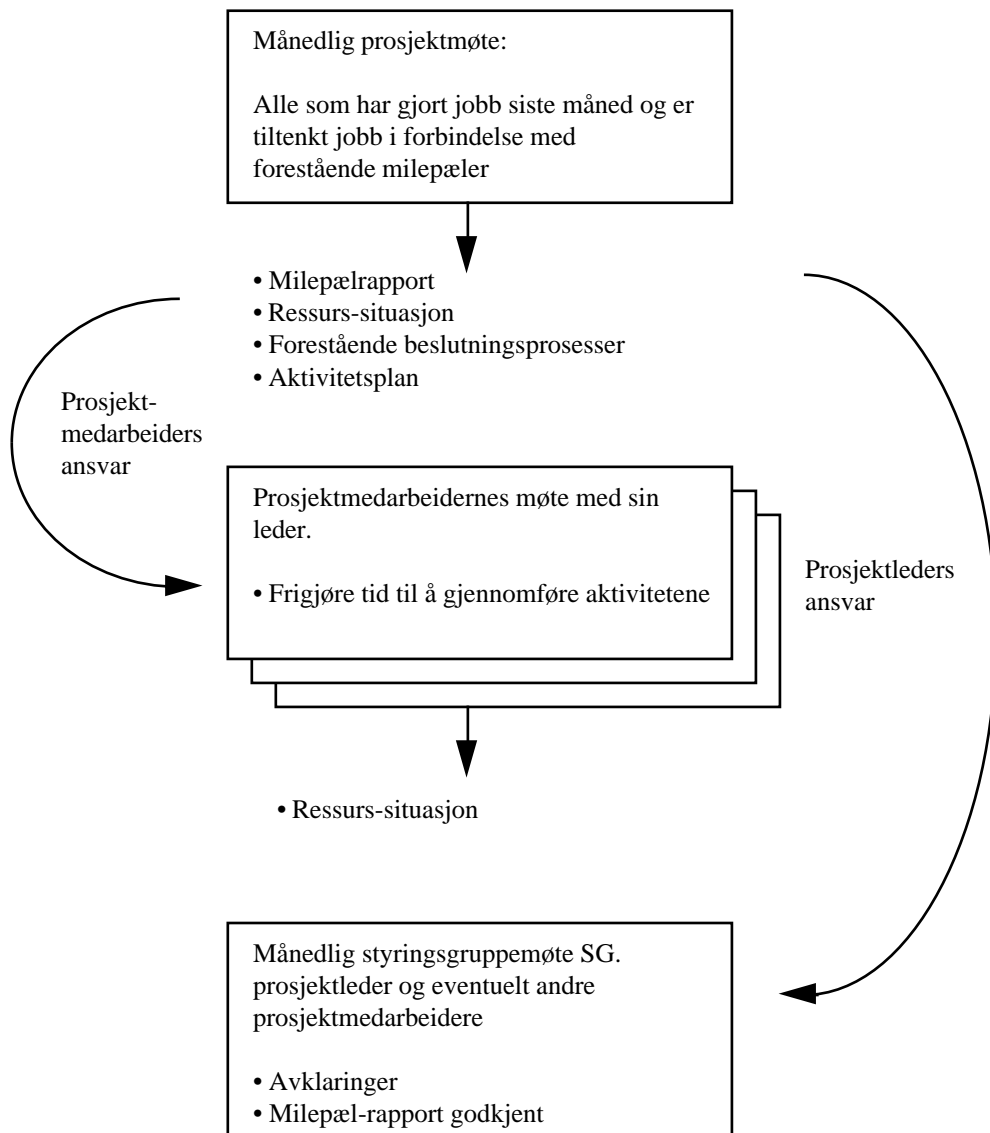 Månedlig prosjektmøte:
Alle som har gjort jobb siste måned og er
tiltenkt jobb i forbindelse med
forestående milepæler
• Milepælrapport
• Ressurs-situasjon
• Forestående beslutningsprosesser
• Aktivitetsplan
Prosjekt-
medarbeiders
ansvar
Prosjektmedarbeidernes møte med sin
leder.
• Frigjøre tid til å gjennomføre aktivitetene
Prosjektleders
ansvar
• Ressurs-situasjon
Månedlig styringsgruppemøte SG.
prosjektleder og eventuelt andre
prosjektmedarbeidere
• Avklaringer
• Milepæl-rapport godkjent